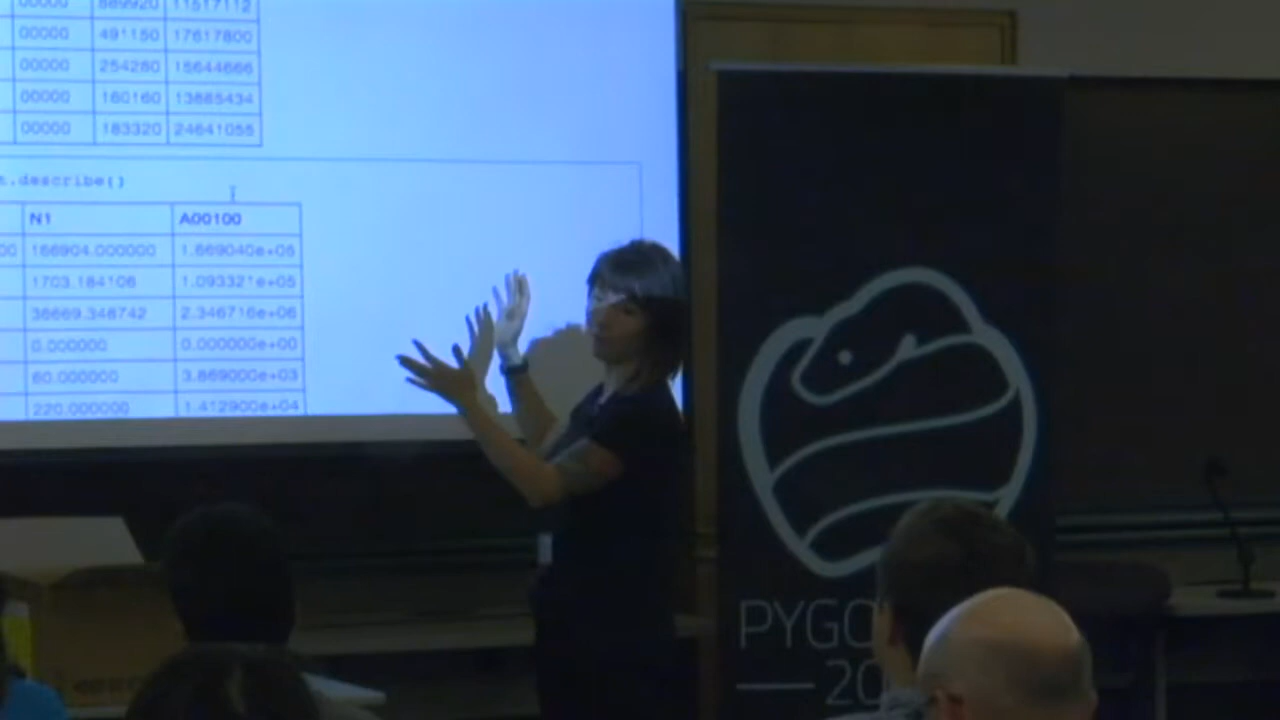 00000 889920 11517112
00000 491150 17617800
00000 254280 15644666
00000 160160 13885434
00000 183320 24641055
t.describe()
N1 A00100
00 166904.000000 1.669040e+05
1703.184106 1.093321e+05
36669.348742 2.346716e+06
0.000000 0.000000e+00
60.000000 3.869000e+03
220.000000 1.412900e+04
PYGO
20